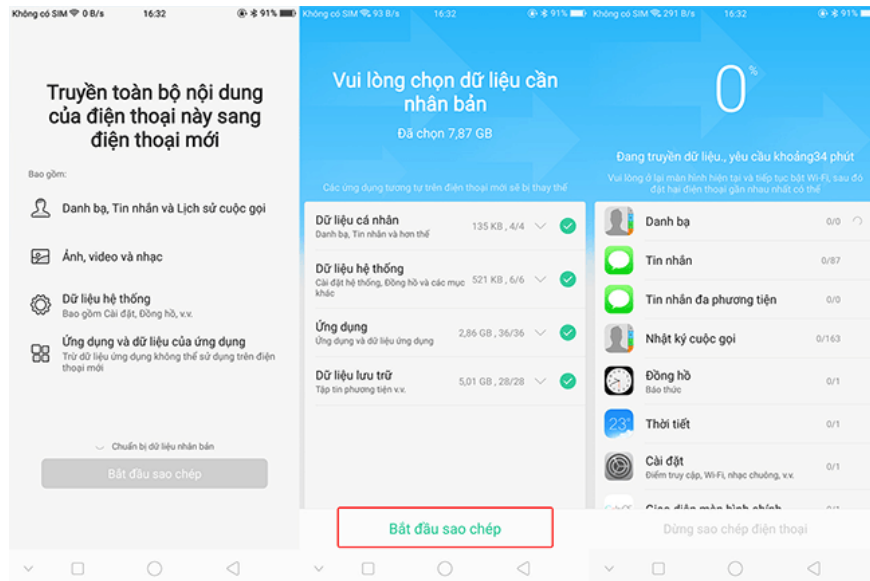 Không có SIM 0 B/s 16:32 91%
Truyền toàn bộ nội dung
của điện thoại này sang
điện thoại mới
Bao gồm:
Danh bạ, Tin nhắn và Lịch sử cuộc gọi
Ảnh, video và nhạc
Dữ liệu hệ thống
Bao gồm Cài đặt, Đồng hồ, v.v.
Ứng dụng và dữ liệu của ứng dụng
Trừ dữ liệu ứng dụng không thể sử dụng trên điện
thoại mới
Chuẩn bị dữ liệu nhân bản
Bắt đầu sao chép
Không có SIM 93 B/s 16:32 91%
Vui lòng chọn dữ liệu cần
nhân bản
Đã chọn 7,87 GB
Các ứng dụng tương tự trên điện thoại mới sẽ bị thay thế
Dữ liệu cá nhân
Danh bạ, Tin nhắn và hơn thế
135 KB , 4/4
Dữ liệu hệ thống
Cài đặt hệ thống, Đồng hồ và các mục
khác
521 KB , 6/6
Ứng dụng
Ứng dụng và dữ liệu ứng dụng
2,86 GB , 36/36
Dữ liệu lưu trữ
Tập tin phương tiện v.v.
5,01 GB , 28/28
Bắt đầu sao chép
Không có SIM 291 B/s 16:32 91%
0%
Đang truyền dữ liệu., yêu cầu khoảng34 phút
Vui lòng ở lại màn hình hiện tại và tiếp tục bật Wi-Fi, sau đó
đặt hai điện thoại gần nhau nhất có thể
Danh bạ 0/0
Tin nhắn 0/87
Tin nhắn đa phương tiện 0/0
Nhật ký cuộc gọi 0/163
Đồng hồ
Báo thức
0/1
23°
Thời tiết 0/1
Cài đặt
Điểm truy cập, Wi-Fi, nhạc chuông, v.v.
0/1
Giao diện màn hình chính 0/1
Dừng sao chép điện thoại